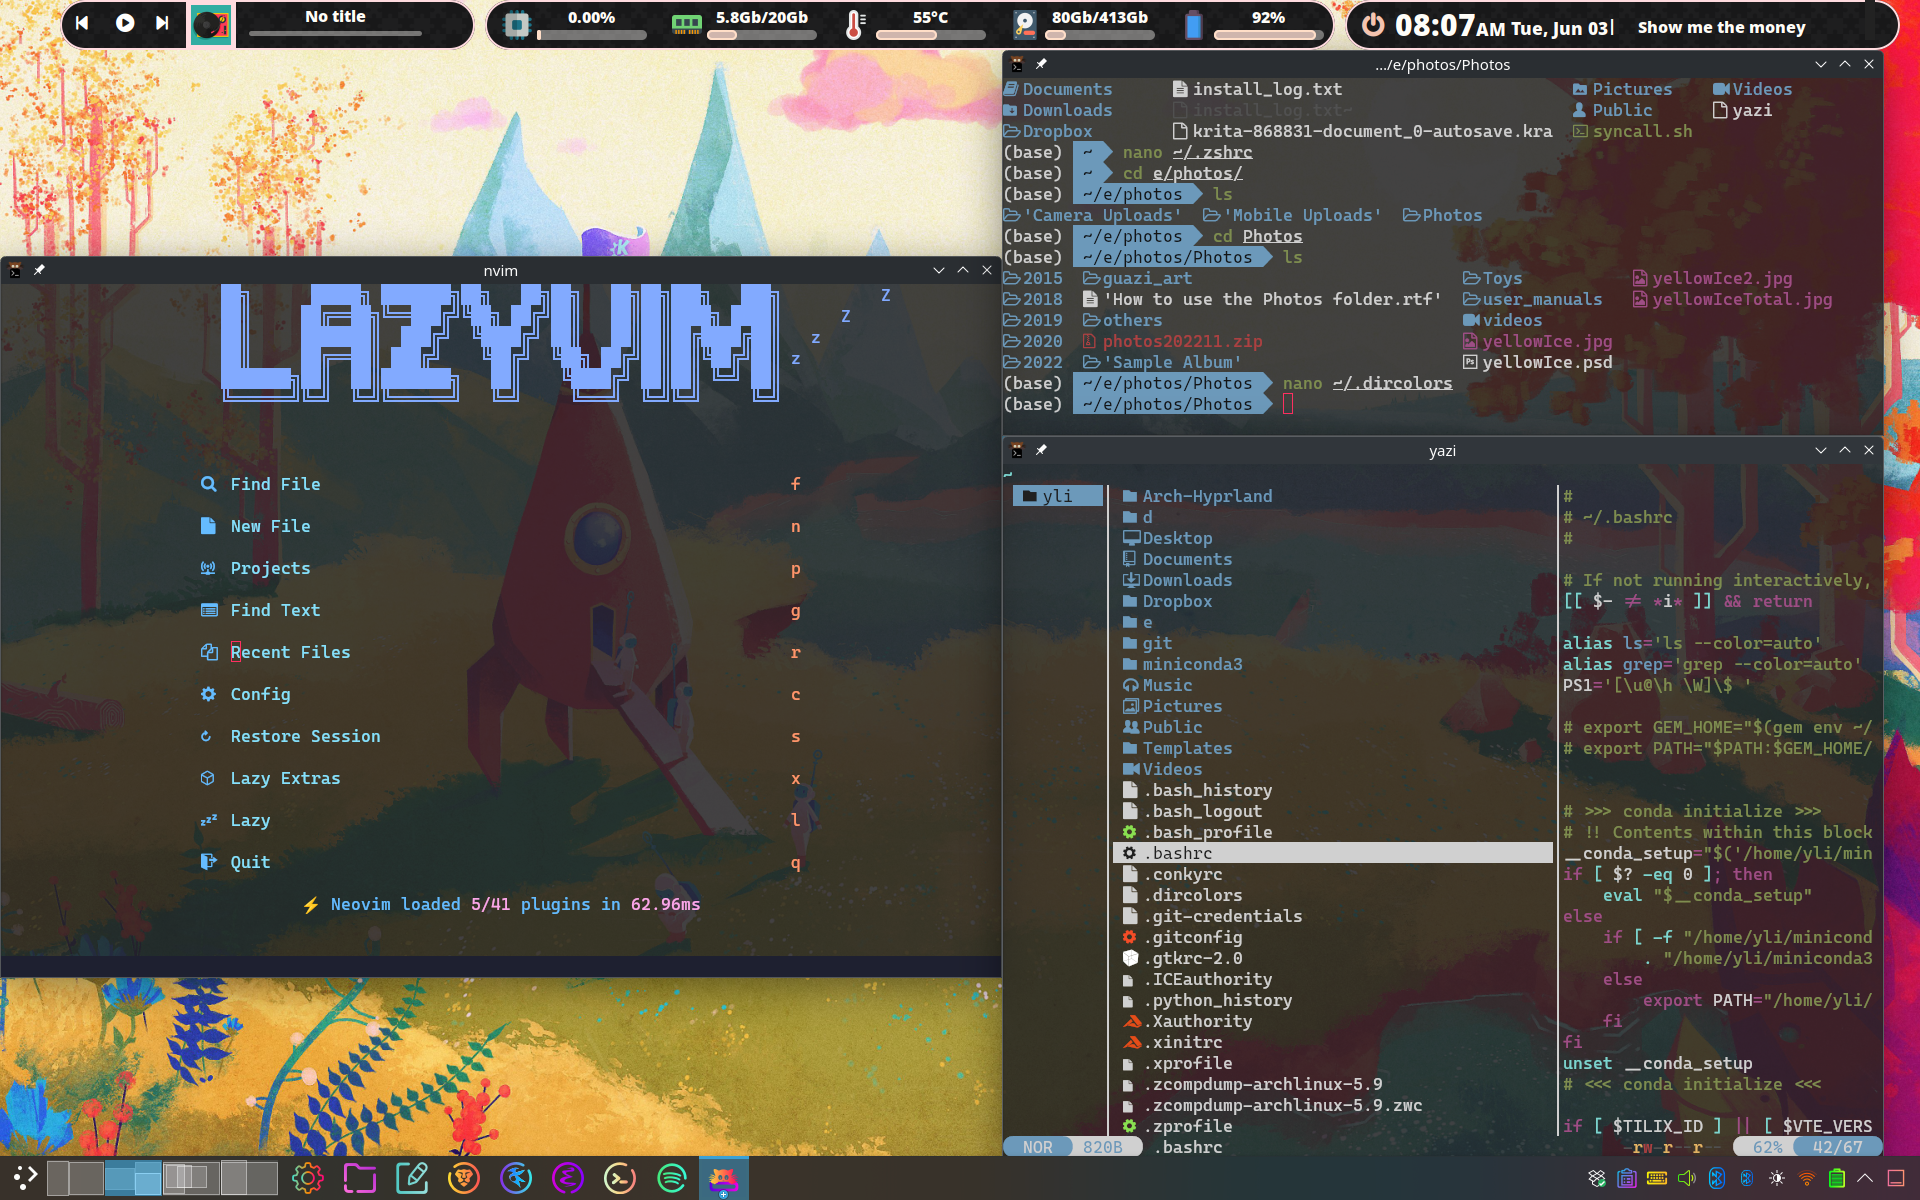 No title
0.00%
5.8Gb/20Gb
55°C
80Gb/413Gb
92%
08:07AM Tue, Jun 03|
Show me the money
.../e/photos/Photos
Documents install_log.txt Pictures Videos
Downloads install_log.txt~ Public yazi
Dropbox krita-868831-document_0-autosave.kra syncall.sh
(base) ~ nano ~/.zshrc
(base) ~ cd e/photos/
(base) ~/e/photos ls
'Camera Uploads' 'Mobile Uploads' Photos
(base) ~/e/photos cd Photos
(base) ~/e/photos/Photos ls
2015 guazi_art Toys yellowIce2.jpg
2018 'How to use the Photos folder.rtf' user_manuals yellowIceTotal.jpg
2019 others videos
2020 photos202211.zip yellowIce.jpg
2022 'Sample Album' yellowIce.psd
(base) ~/e/photos/Photos nano ~/.dircolors
(base) ~/e/photos/Photos
nvim
LAZYVIM
Z
Z
z
z
Find File f
New File n
Projects p
Find Text g
Recent Files r
Config c
Restore Session s
Lazy Extras x
Lazy l
Quit q
⚡ Neovim loaded 5/41 plugins in 62.96ms
yazi
~
yli
Arch-Hyprland
d
Desktop
Documents
Downloads
Dropbox
e
git
miniconda3
Music
Pictures
Public
Templates
Videos
.bash_history
.bash_logout
.bash_profile
.bashrc
.conkyrc
.dircolors
.git-credentials
.gitconfig
.gtkrc-2.0
.ICEauthority
.python_history
.Xauthority
.xinitrc
.xprofile
.zcompdump-archlinux-5.9
.zcompdump-archlinux-5.9.zwc
.zprofile
#
# ~/.bashrc
#
# If not running interactively,
[[ $- ≠ *i* ]] && return
alias ls='ls --color=auto'
alias grep='grep --color=auto'
PS1='[\u@\h \W]\$ '
# export GEM_HOME="$(gem env ~/
# export PATH="$PATH:$GEM_HOME/
# >>> conda initialize >>>
# !! Contents within this block
__conda_setup="$('/home/yli/min
if [ $? -eq 0 ]; then
eval "$__conda_setup"
else
if [ -f "/home/yli/minicond
. "/home/yli/miniconda3
else
export PATH="/home/yli/
fi
fi
unset __conda_setup
# <<< conda initialize <<<
if [ $TILIX_ID ] || [ $VTE_VERS
NOR 820B .bashrc -rw-r--r-- 62% 42/67